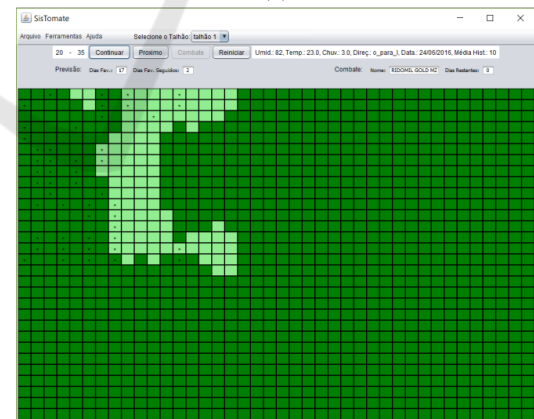 SisTomate
Arquivo Ferramentas Ajuda Selecione o Talhão: talhão 1
20 - 35 Continuar Proximo Combate Reiniciar Umid.: 82, Temp.: 23.0, Chuv.: 3.0, Direç.: o_para_l, Data.: 24/06/2016, Média Hist.: 10
Previsão: Dias Fav.: 17 Dias Fav. Seguidos: 2 Combate: Nome: RIDOMIL GOLD MZ Dias Restantes: 0